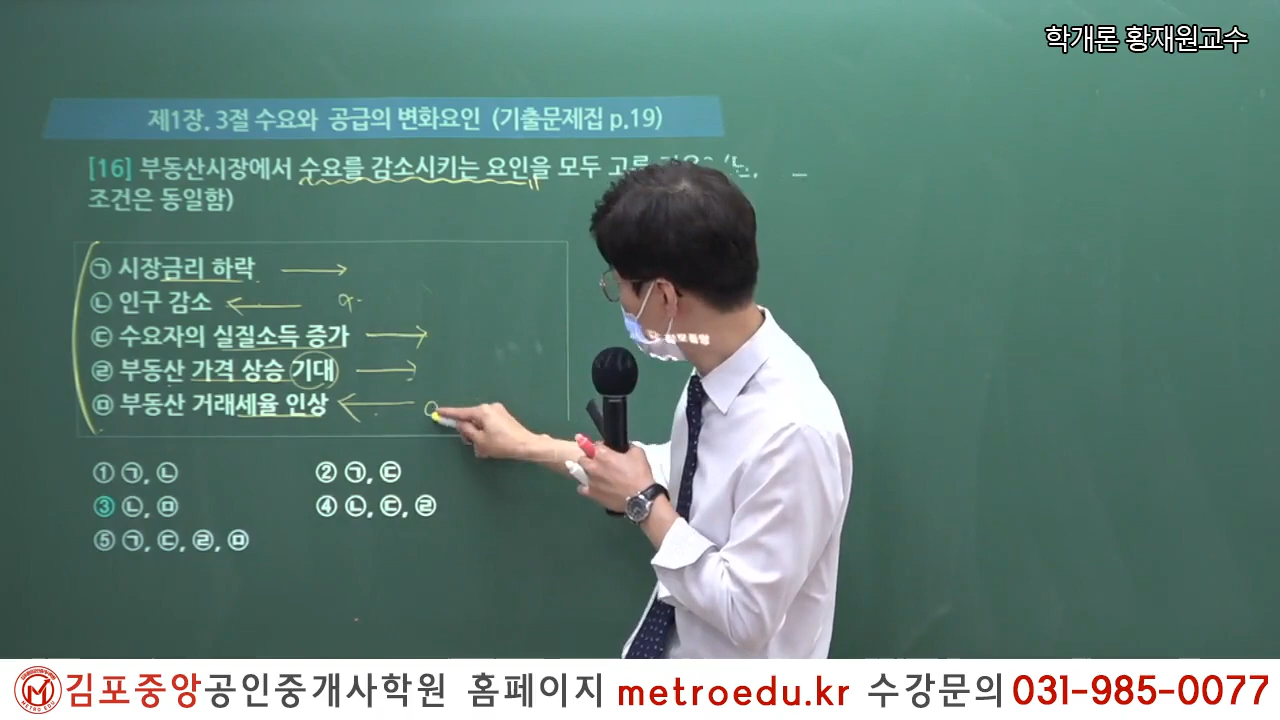 학개론 황재원교수
제1장. 3절 수요와 공급의 변화요인 (기출문제집 p.19)
[16] 부동산시장에서 수요를 감소시키는 요인을 모두 고른
조건은 동일함)
㉠ 시장금리 하락
㉡ 인구 감소
㉢ 수요자의 실질소득 증가
㉣ 부동산 가격 상승 기대
㉤ 부동산 거래세율 인상
① ㉠, ㉡ ② ㉠, ㉢
③ ㉡, ㉤ ④ ㉡, ㉢, ㉣
⑤ ㉠, ㉢, ㉣, ㉤
김포중앙공인중개사학원 홈페이지 metroedu.kr 수강문의 031-985-0077